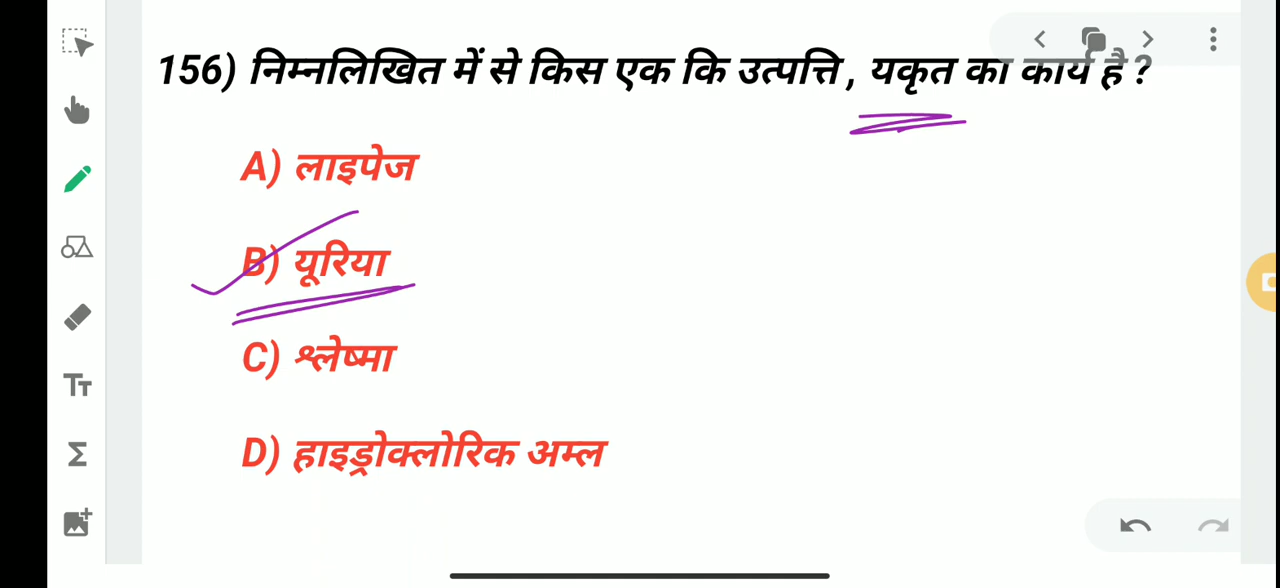 156) निम्नलिखित में से किस एक कि उत्पत्ति, यकृत का कार्य है ?
A) लाइपेज
B) यूरिया
C) श्लेष्मा
D) हाइड्रोक्लोरिक अम्ल